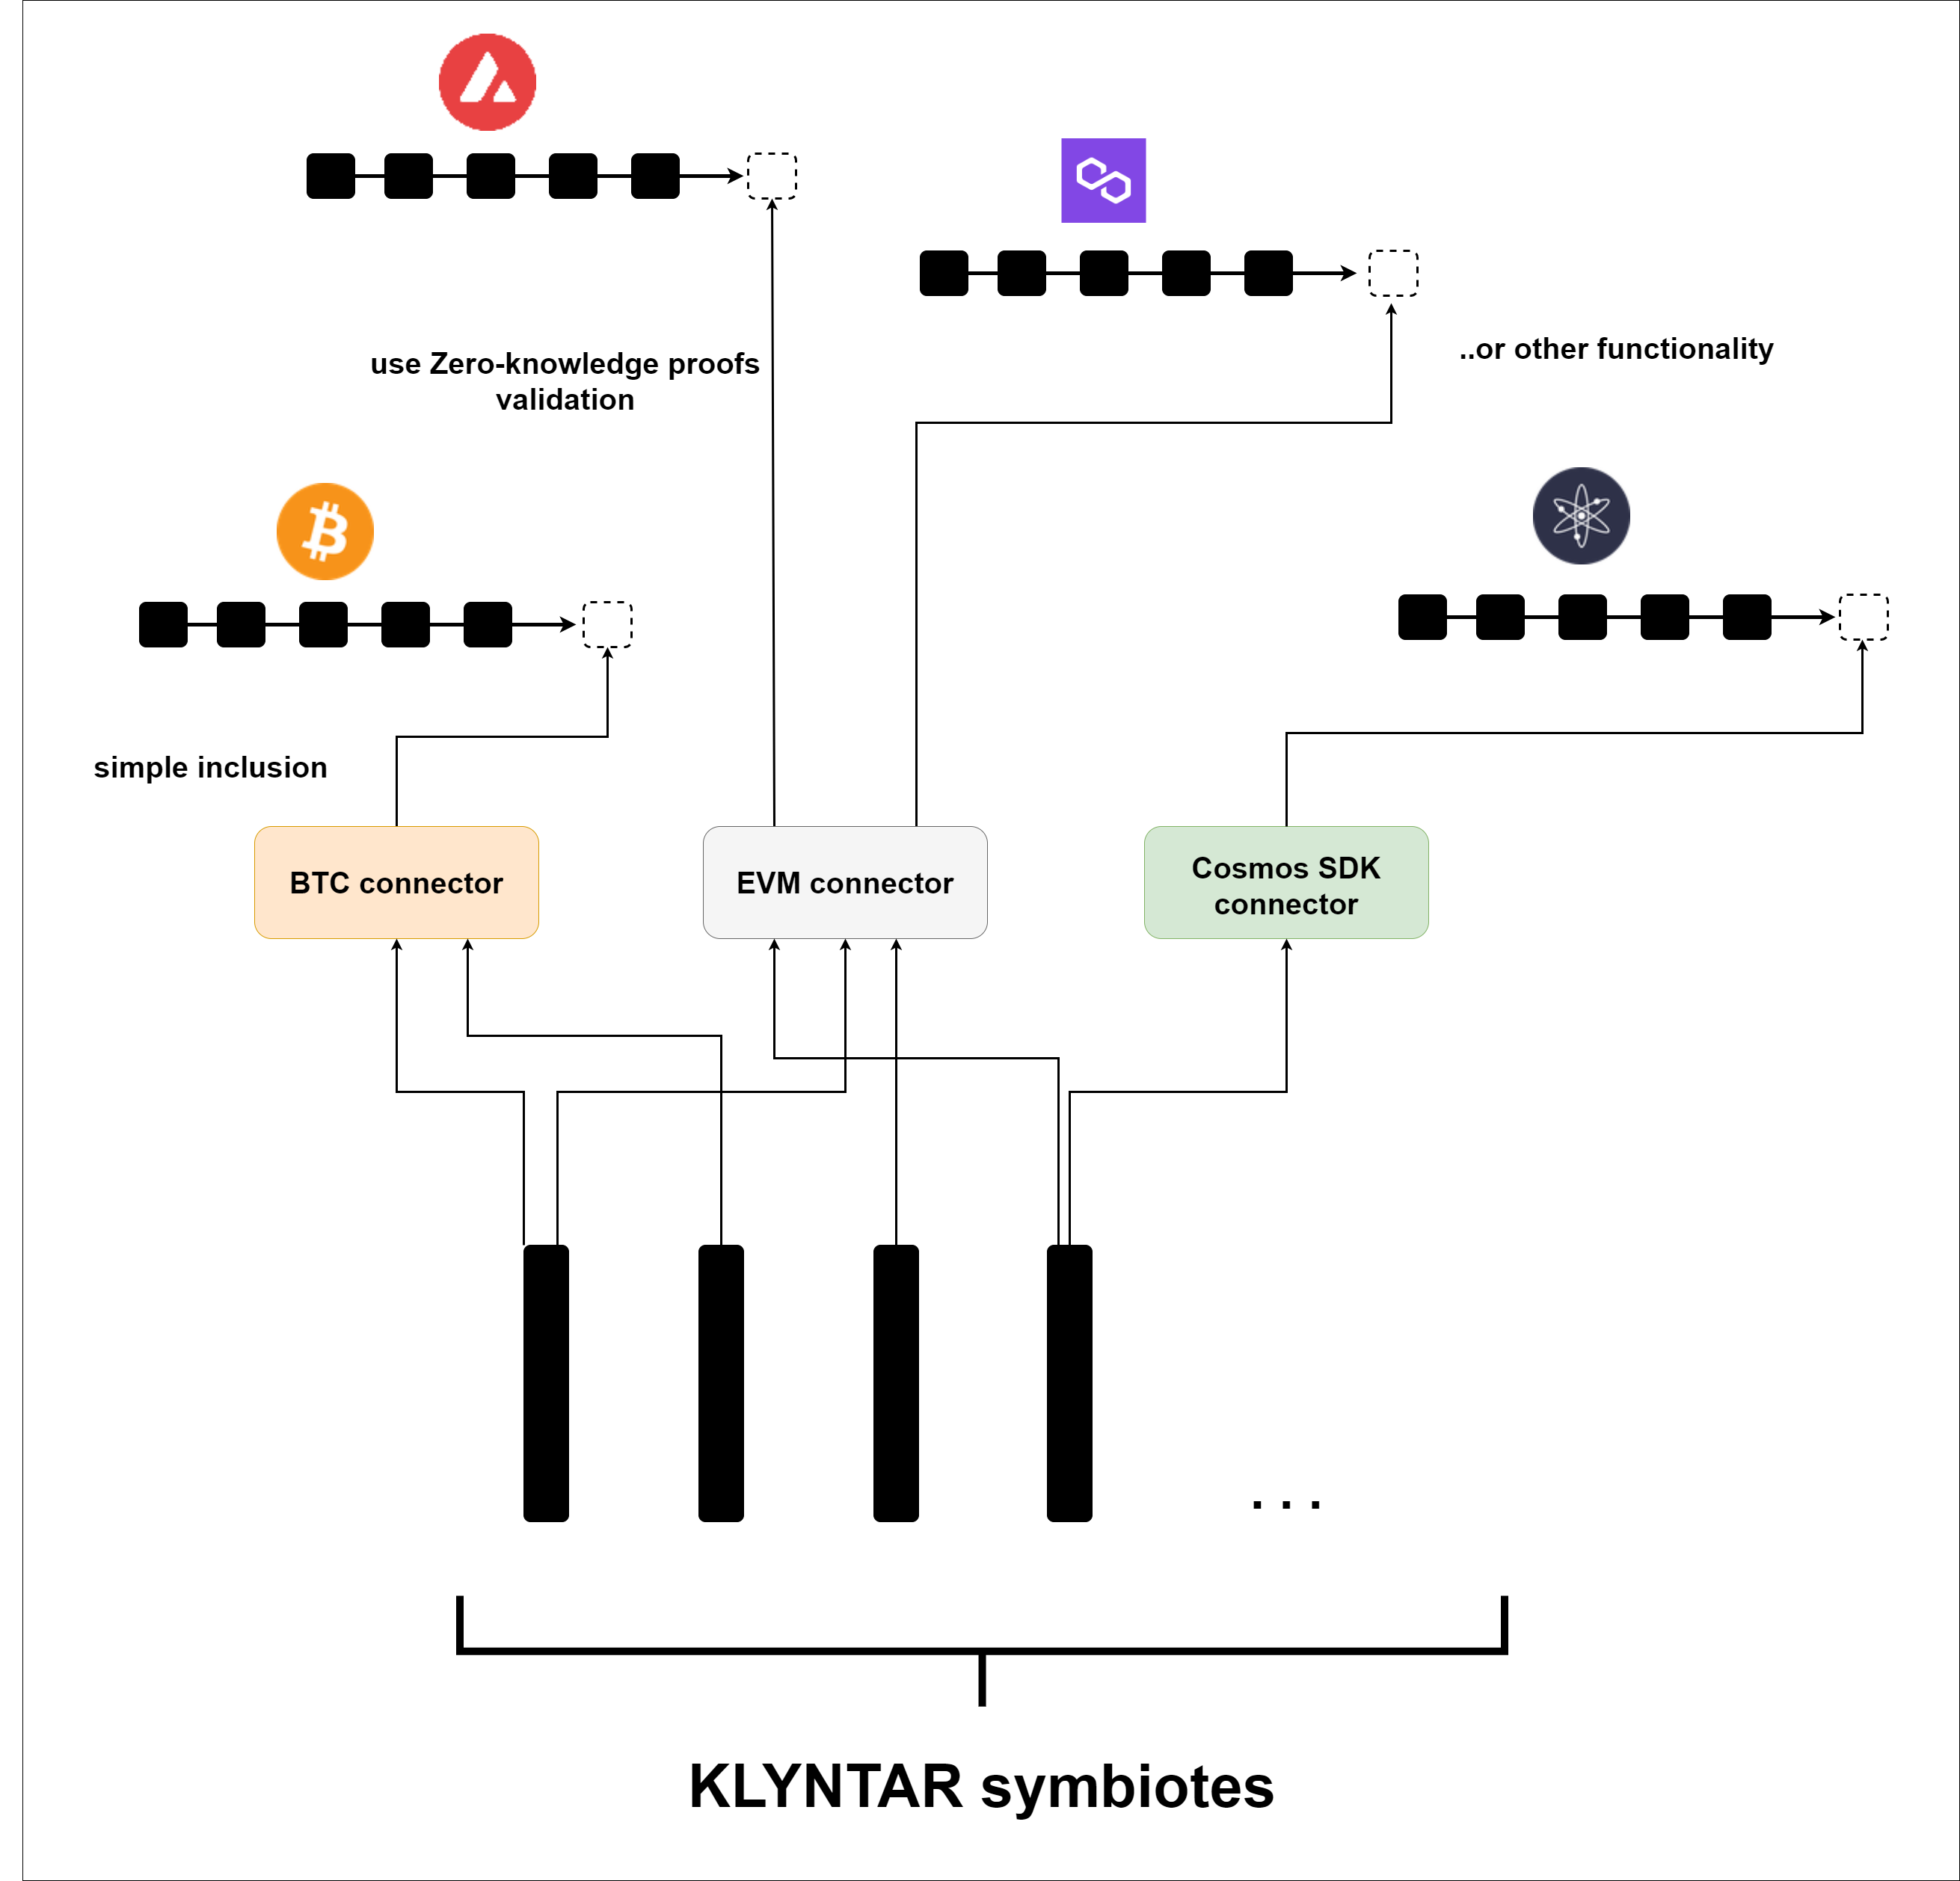 use Zero-knowledge proofs
validation
..or other functionality
simple inclusion
BTC connector
EVM connector
Cosmos SDK
connector
. . .
KLYNTAR symbiotes